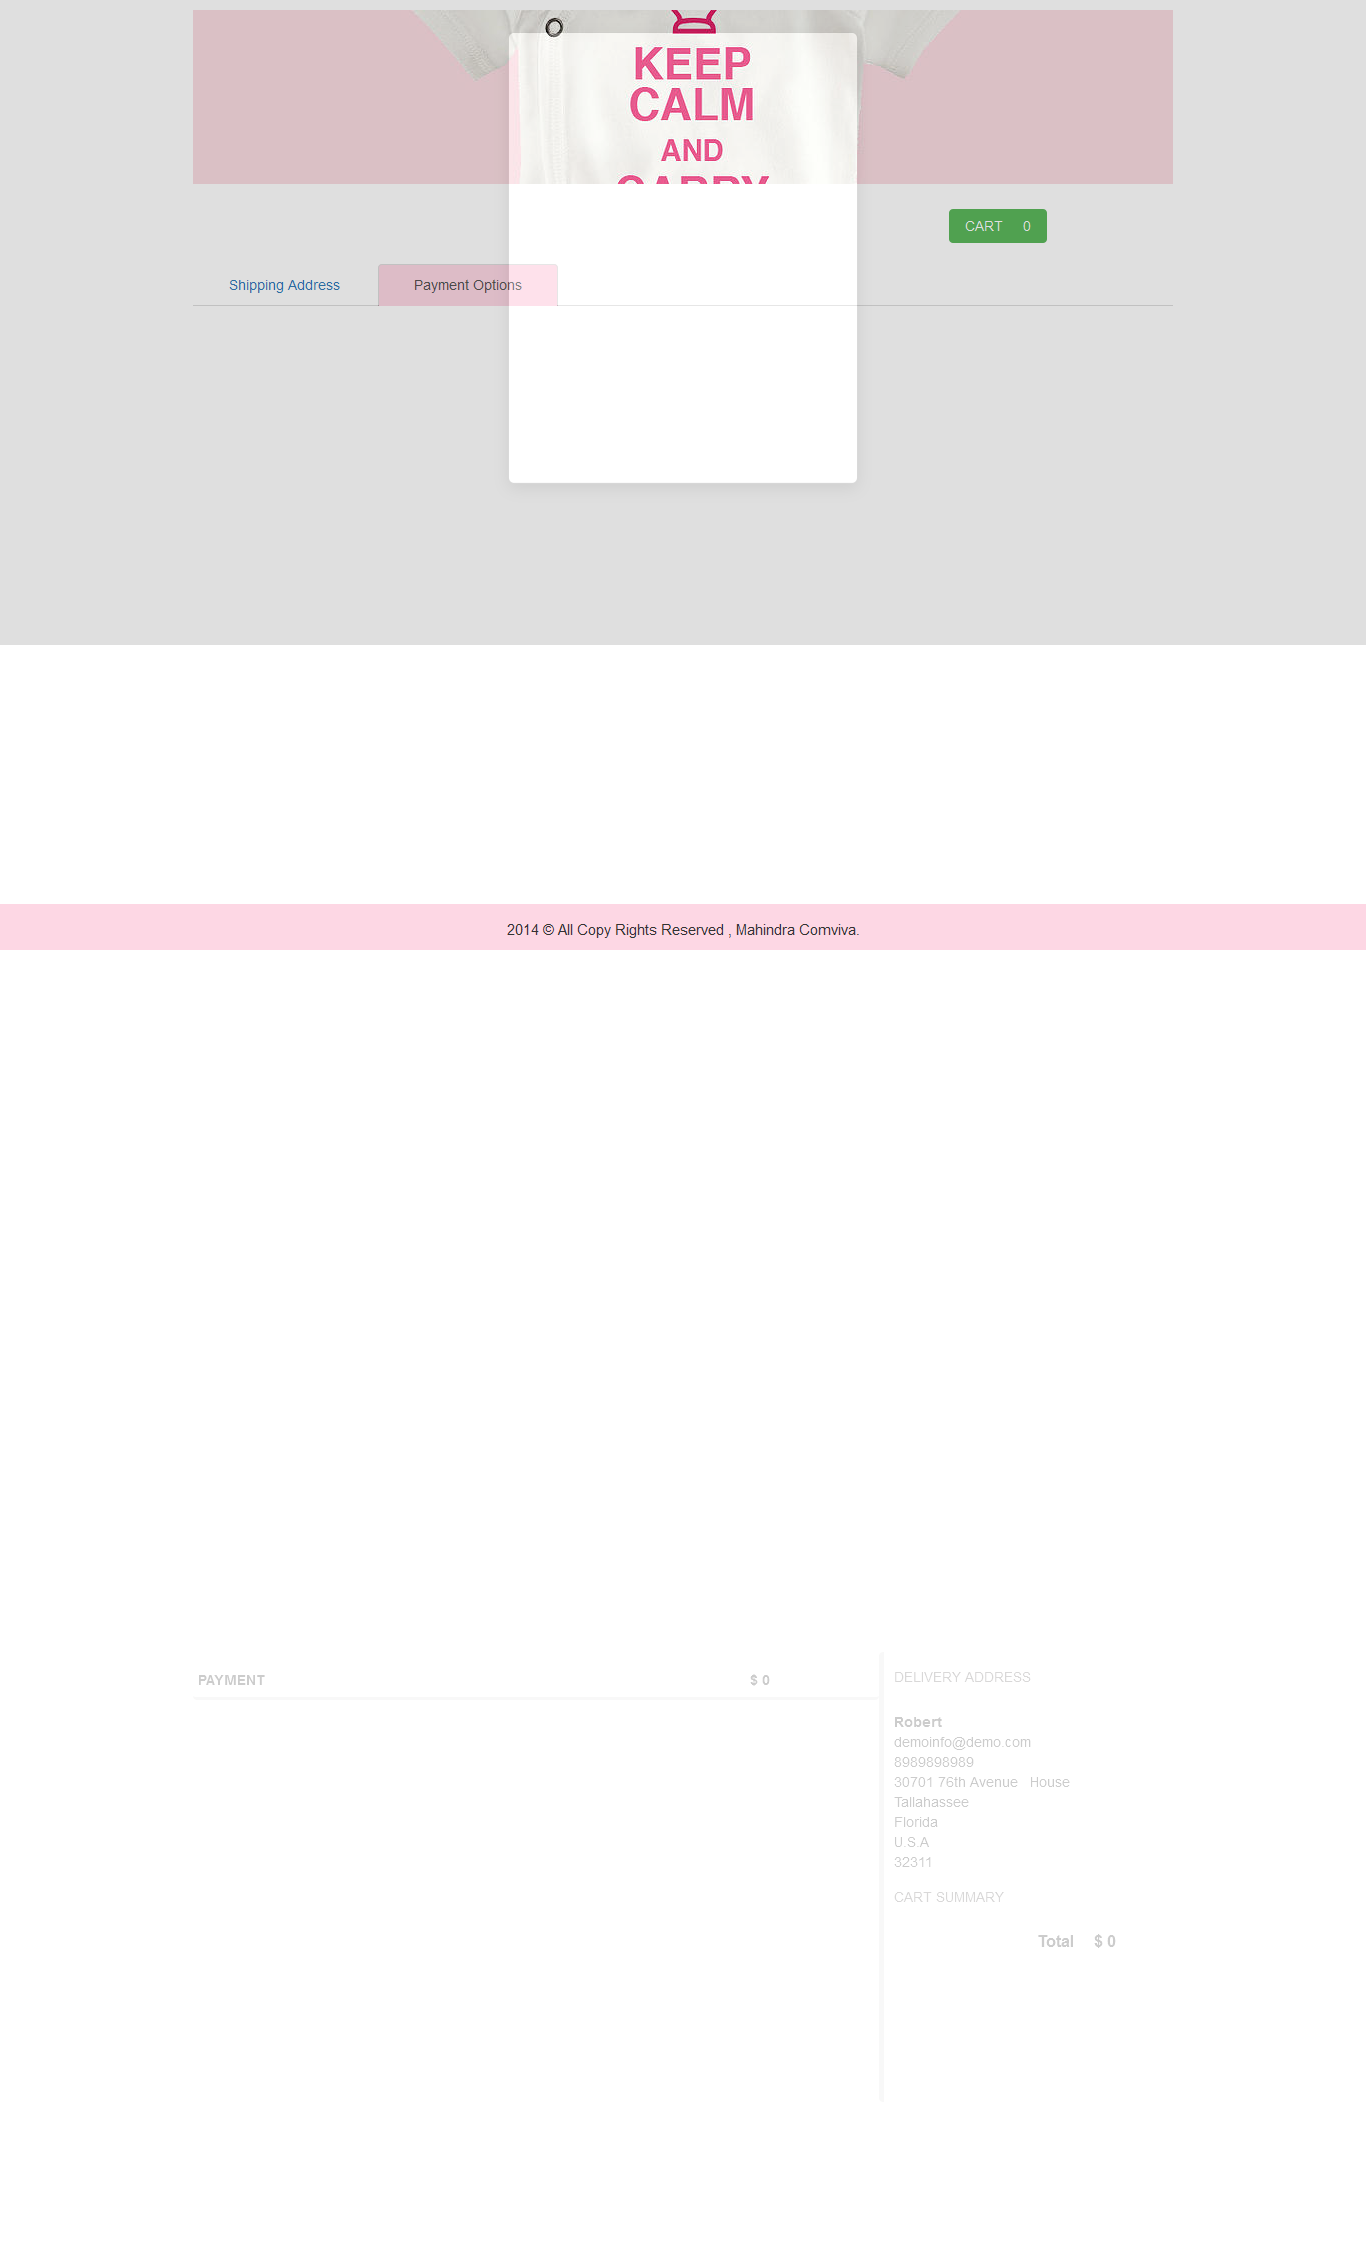 KEEP
CALM
AND
CARRY
CART 0
Shipping Address Payment Options
2014 © All Copy Rights Reserved , Mahindra Comviva.
PAYMENT $ 0
DELIVERY ADDRESS
Robert
demoinfo@demo.com
8989898989
30701 76th Avenue House
Tallahassee
Florida
U.S.A
32311
CART SUMMARY
Total $ 0